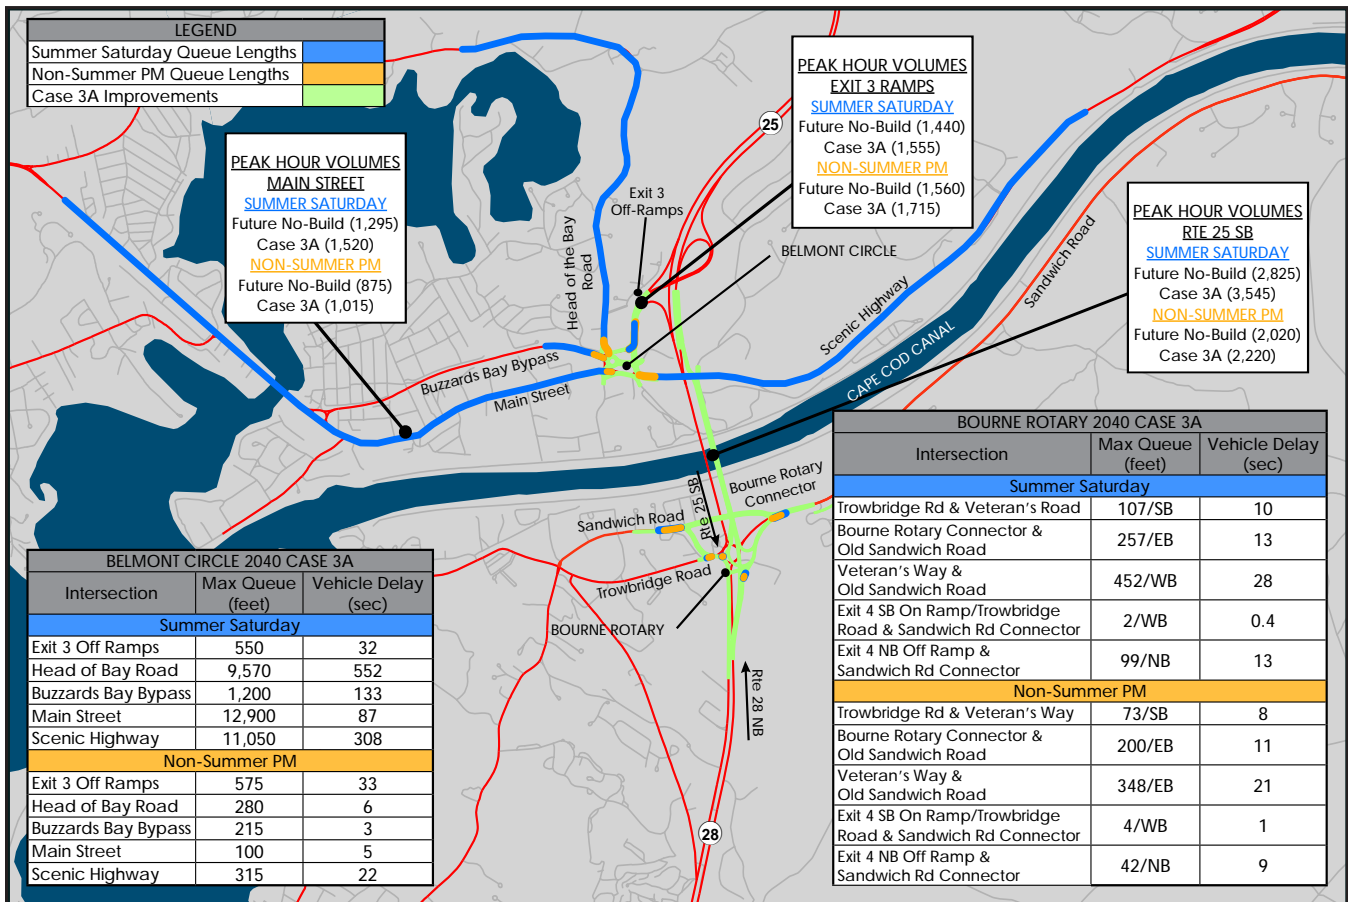 LEGEND
Summer Saturday Queue Lengths
Non-Summer PM Queue Lengths
Case 3A Improvements
PEAK HOUR VOLUMES
MAIN STREET
SUMMER SATURDAY
Future No-Build (1,295)
Case 3A (1,520)
NON-SUMMER PM
Future No-Build (875)
Case 3A (1,015)
PEAK HOUR VOLUMES
EXIT 3 RAMPS
SUMMER SATURDAY
Future No-Build (1,440)
Case 3A (1,555)
NON-SUMMER PM
Future No-Build (1,560)
Case 3A (1,715)
PEAK HOUR VOLUMES
RTE 25 SB
SUMMER SATURDAY
Future No-Build (2,825)
Case 3A (3,545)
NON-SUMMER PM
Future No-Build (2,020)
Case 3A (2,220)
25
Exit 3
Off-Ramps
Head of the Bay
Road
BELMONT CIRCLE
Scenic Highway
Sandwich Road
CAPE COD CANAL
Buzzards Bay Bypass
Main Street
Bourne Rotary
Connector
Rte 25 SB
Sandwich Road
Trowbridge Road
BOURNE ROTARY
Rte 28 NB
28
BELMONT CIRCLE 2040 CASE 3A
Intersection Max Queue (feet) Vehicle Delay (sec)
Summer Saturday
Exit 3 Off Ramps 550 32
Head of Bay Road 9,570 552
Buzzards Bay Bypass 1,200 133
Main Street 12,900 87
Scenic Highway 11,050 308
Non-Summer PM
Exit 3 Off Ramps 575 33
Head of Bay Road 280 6
Buzzards Bay Bypass 215 3
Main Street 100 5
Scenic Highway 315 22
BOURNE ROTARY 2040 CASE 3A
Intersection Max Queue (feet) Vehicle Delay (sec)
Summer Saturday
Trowbridge Rd & Veteran's Road 107/SB 10
Bourne Rotary Connector &
Old Sandwich Road 257/EB 13
Veteran's Way &
Old Sandwich Road 452/WB 28
Exit 4 SB On Ramp/Trowbridge
Road & Sandwich Rd Connector 2/WB 0.4
Exit 4 NB Off Ramp &
Sandwich Rd Connector 99/NB 13
Non-Summer PM
Trowbridge Rd & Veteran's Way 73/SB 8
Bourne Rotary Connector &
Old Sandwich Road 200/EB 11
Veteran's Way &
Old Sandwich Road 348/EB 21
Exit 4 SB On Ramp/Trowbridge
Road & Sandwich Rd Connector 4/WB 1
Exit 4 NB Off Ramp &
Sandwich Rd Connector 42/NB 9